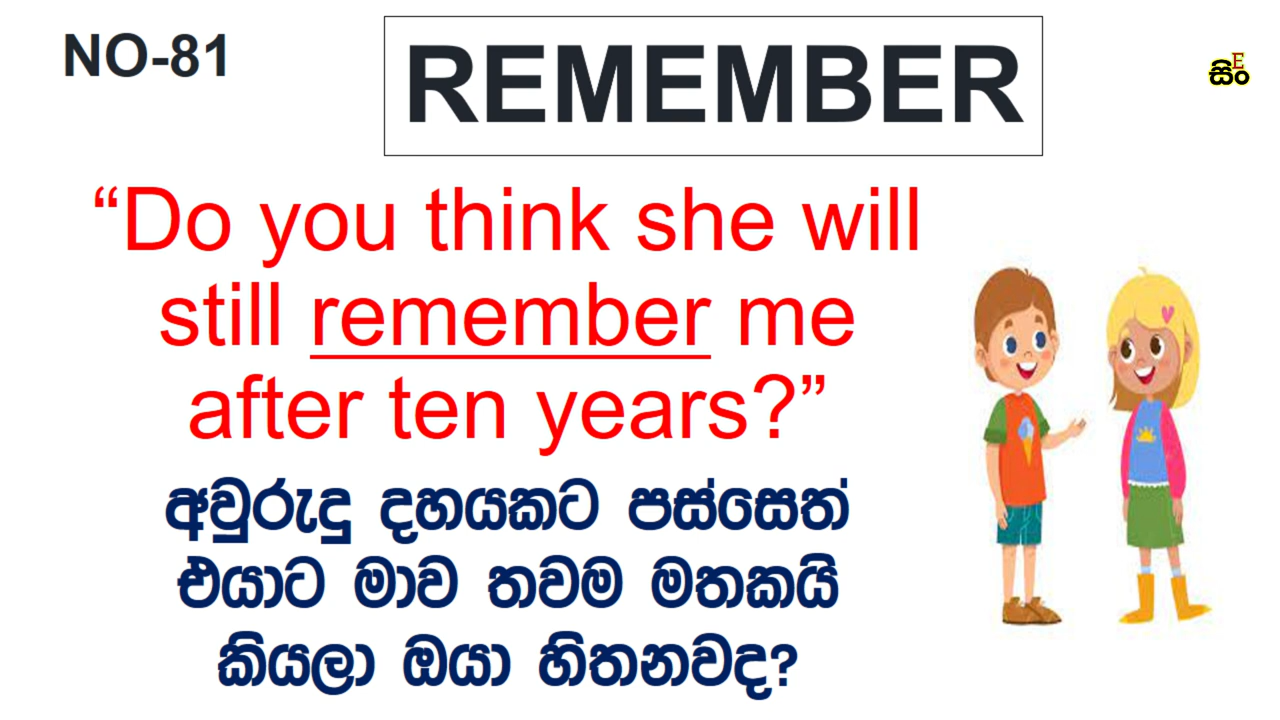 NO-81
REMEMBER
සිංE
“Do you think she will
still remember me
after ten years?”
අවුරුදු දහයකට පස්සෙත්
එයාට මාව තවම මතකයි
කියලා ඔයා හිතනවද?